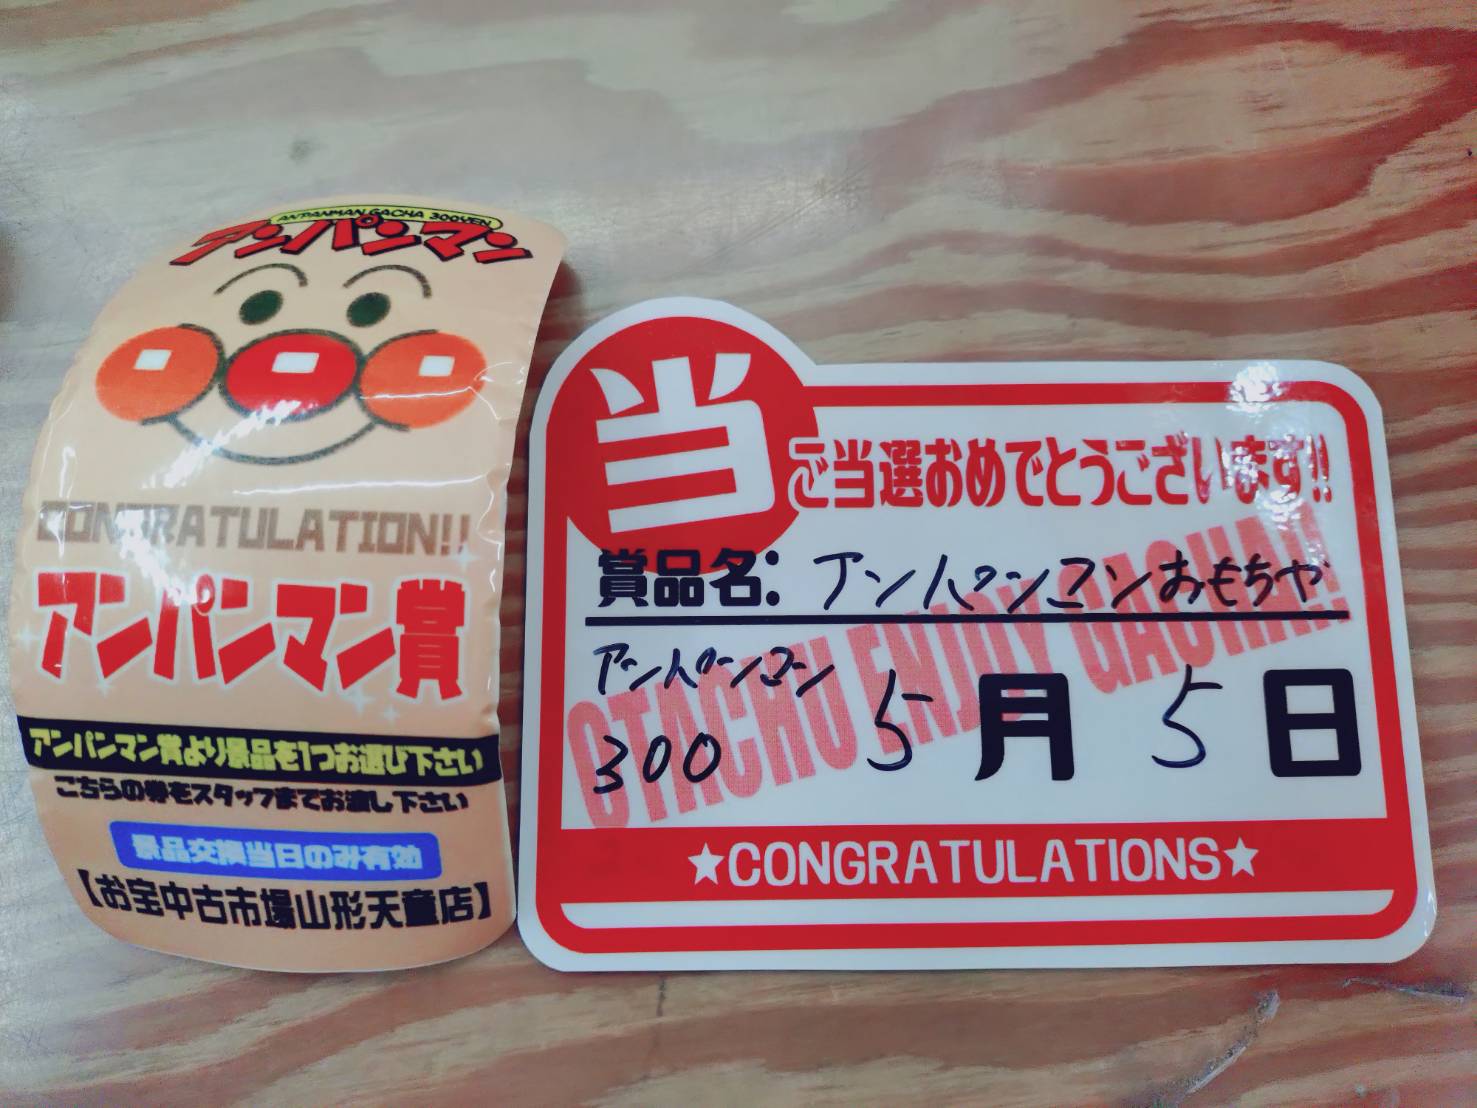 ANPANMAN GACHA 300YEN
アンパンマン
CONGRATULATION!!
アンパンマン賞
アンパンマン賞より景品を1つお選び下さい
こちらの券をスタッフまでお渡し下さい
景品交換当日のみ有効
【お宝中古市場山形天童店】
当
ご当選おめでとうございます!!
賞品名: アンパンマンおもちゃ
アンパンマン
300
5月5日
OTACHU ENJOY GACHA!!
★CONGRATULATIONS★